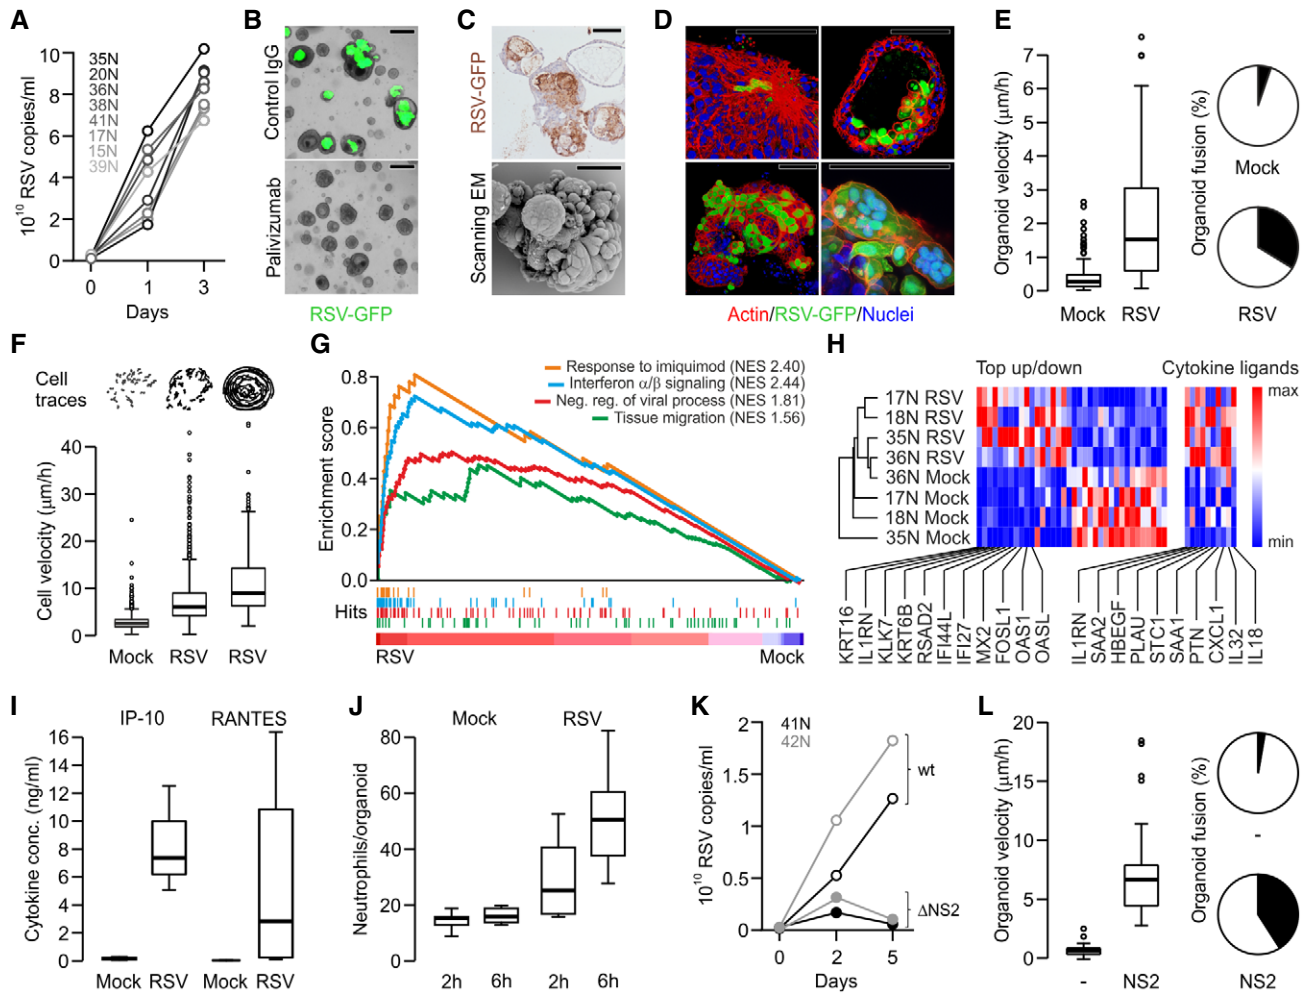 A
10
8
6
4
2
0
10¹⁰ RSV copies/ml
35N
20N
36N
38N
41N
17N
15N
39N
0
1
3
Days
B
Control IgG
Palivizumab
RSV-GFP
C
RSV-GFP
Scanning EM
D
Actin/RSV-GFP/Nuclei
E
Organoid velocity (µm/h)
7
6
5
4
3
2
1
0
Mock
RSV
Organoid fusion (%)
Mock
RSV
F
Cell traces
Cell velocity (µm/h)
40
30
20
10
0
Mock
RSV
RSV
G
Enrichment score
0.8
0.6
0.4
0.2
0.0
Response to imiquimod (NES 2.40)
Interferon α/β signaling (NES 2.44)
Neg. reg. of viral process (NES 1.81)
Tissue migration (NES 1.56)
Hits
RSV
Mock
H
Top up/down
Cytokine ligands
17N RSV
18N RSV
35N RSV
36N RSV
36N Mock
17N Mock
18N Mock
35N Mock
max
min
KRT16
IL1RN
KLK7
KRT6B
RSAD2
IFI44L
IFI27
MX2
FOSL1
OAS1
OASL
IL1RN
SAA2
HBEGF
PLAU
STC1
SAA1
PTN
CXCL1
IL32
IL18
I
IP-10
RANTES
Cytokine conc. (ng/ml)
16
14
12
10
8
6
4
2
0
Mock
RSV
Mock
RSV
J
Mock
RSV
Neutrophils/organoid
80
60
40
20
0
2h
6h
2h
6h
K
10¹⁰ RSV copies/ml
2
1.5
1
0.5
0
41N
42N
wt
ΔNS2
0
2
5
Days
L
Organoid velocity (µm/h)
20
15
10
5
0
-
NS2
Organoid fusion (%)
-
NS2